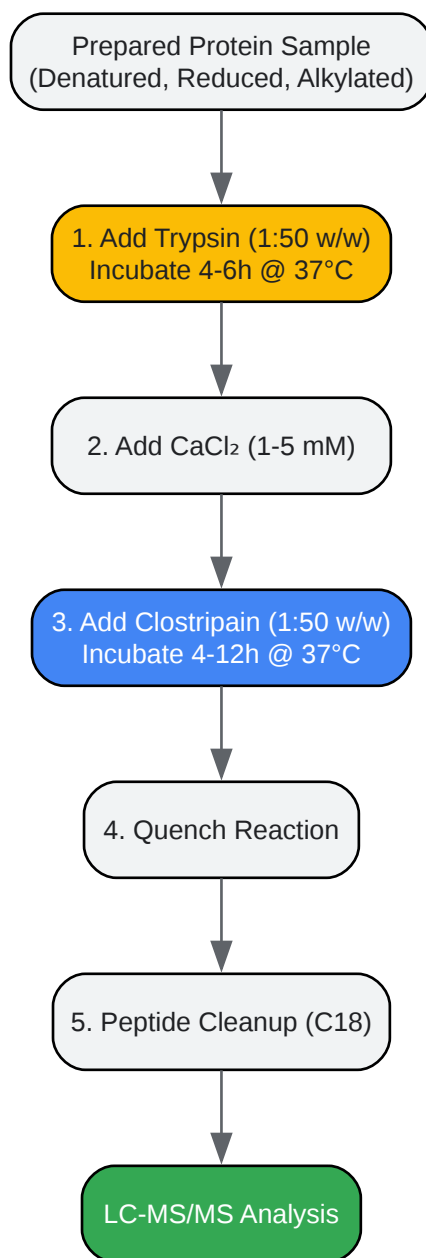 Prepared Protein Sample
(Denatured, Reduced, Alkylated)
1. Add Trypsin (1:50 w/w)
Incubate 4-6h @ 37°C
2. Add CaCl₂ (1-5 mM)
3. Add Clostripain (1:50 w/w)
Incubate 4-12h @ 37°C
4. Quench Reaction
5. Peptide Cleanup (C18)
LC-MS/MS Analysis